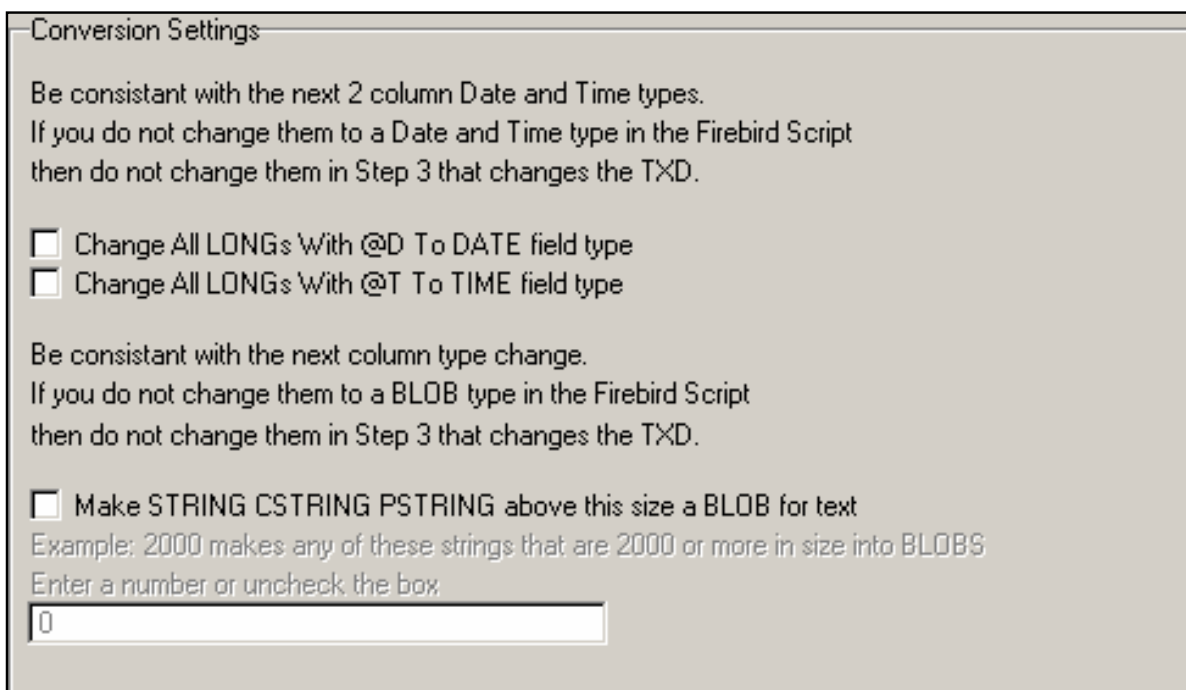 Conversion Settings
Be consistant with the next 2 column Date and Time types.
If you do not change them to a Date and Time type in the Firebird Script
then do not change them in Step 3 that changes the TXD.
Change All LONGs With @D To DATE field type
Change All LONGs With @T To TIME field type
Be consistant with the next column type change.
If you do not change them to a BLOB type in the Firebird Script
then do not change them in Step 3 that changes the TXD.
Make STRING CSTRING PSTRING above this size a BLOB for text
Example: 2000 makes any of these strings that are 2000 or more in size into BLOBS
Enter a number or uncheck the box
0